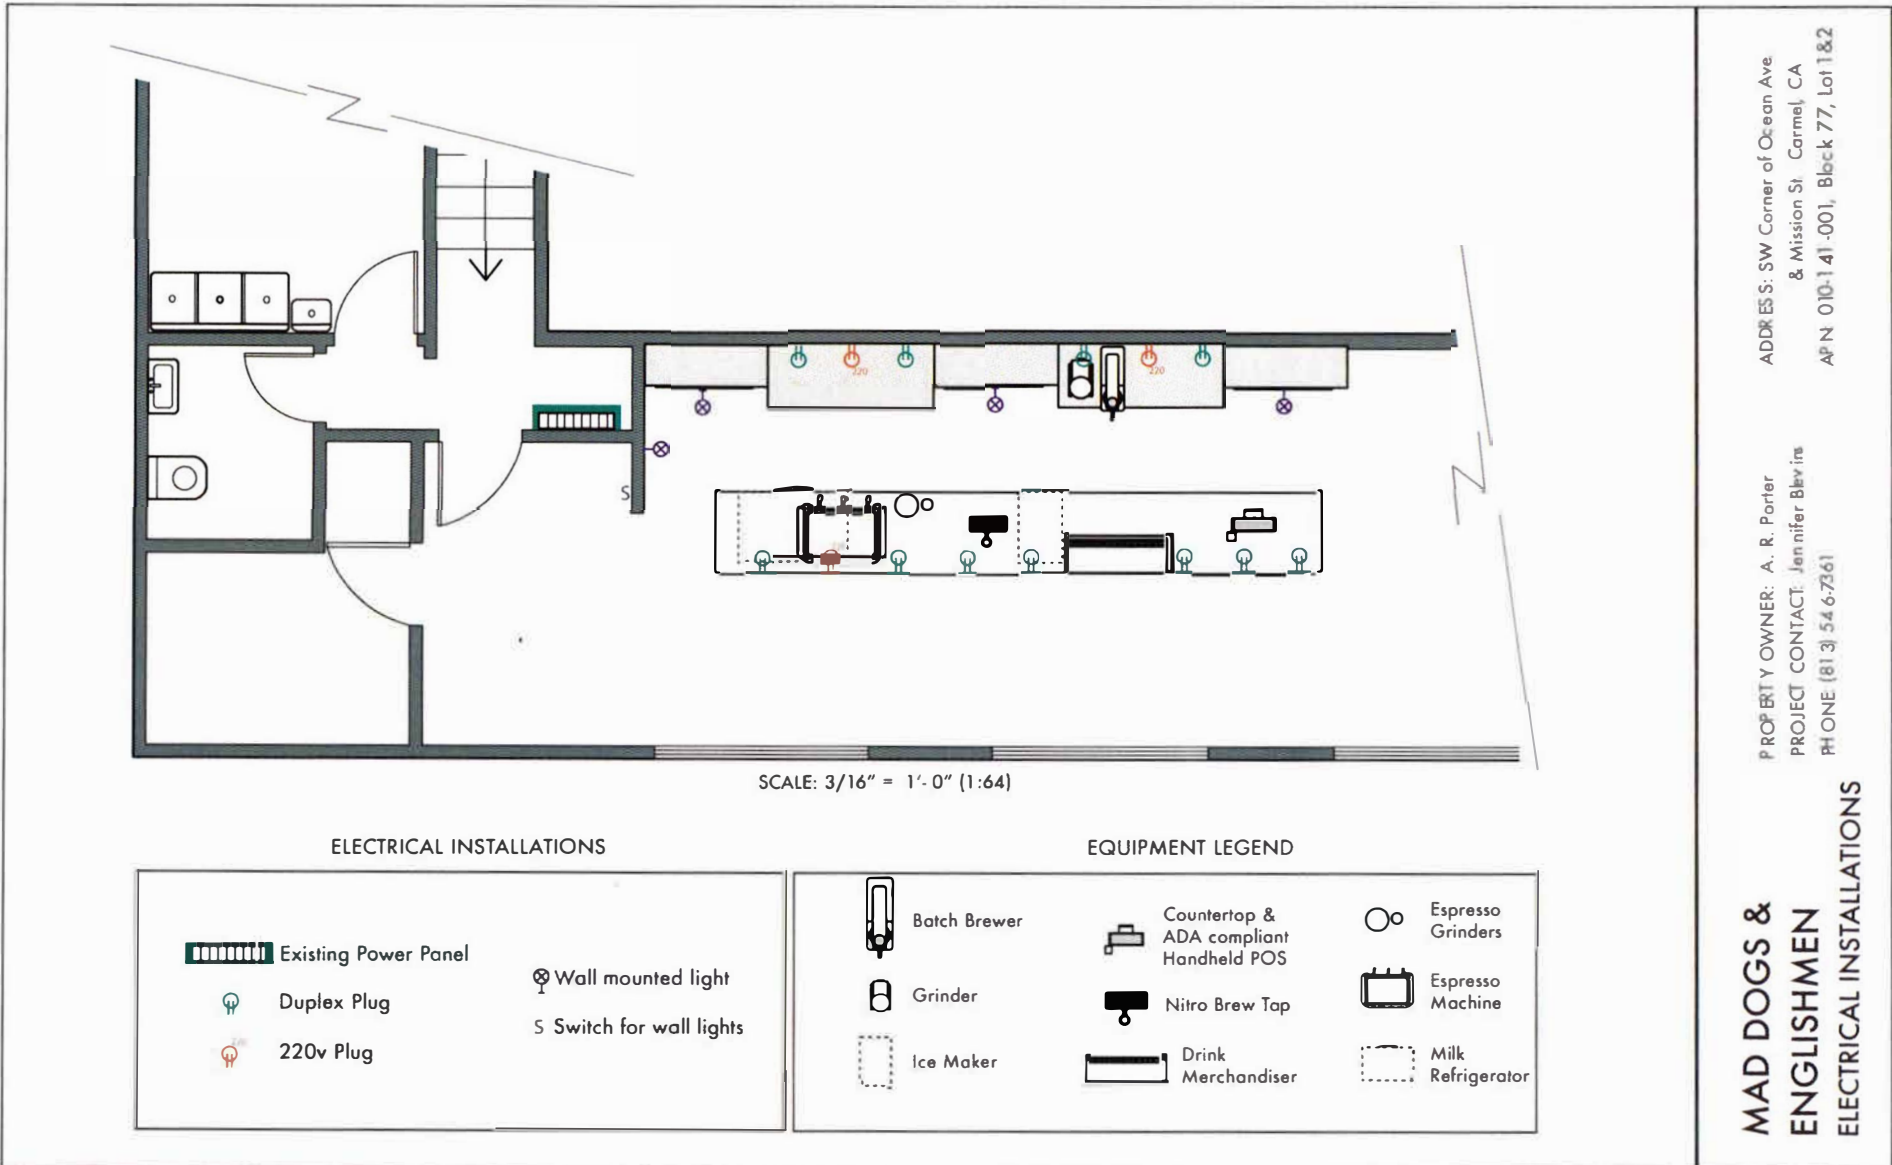 220
220
S
SCALE: 3/16" = 1'-0" (1:64)
ELECTRICAL INSTALLATIONS
Existing Power Panel
Duplex Plug
220v Plug
Wall mounted light
S Switch for wall lights
EQUIPMENT LEGEND
Batch Brewer
Grinder
Ice Maker
Countertop &
ADA compliant
Handheld POS
Nitro Brew Tap
Drink
Merchandiser
Espresso
Grinders
Espresso
Machine
Milk
Refrigerator
ADDRESS: SW Corner of Ocean Ave
& Mission St. Carmel, CA
APN 010-141-001, Block 77, Lot 1&2
PROPERTY OWNER: A. R. Porter
PROJECT CONTACT: Jennifer Blevins
PHONE: (813) 546-7361
MAD DOGS &
ENGLISHMEN
ELECTRICAL INSTALLATIONS